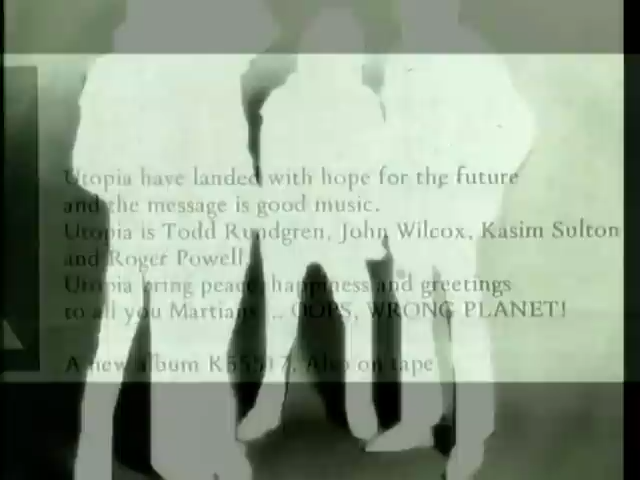 Utopia have landed with hope for the future
and the message is good music.
Utopia is Todd Rundgren, John Wilcox, Kasim Sulton
and Roger Powell.
Utopia bring peace happiness and greetings
to all you Martians... OOPS, WRONG PLANET!
A new album K55517. Also on tape